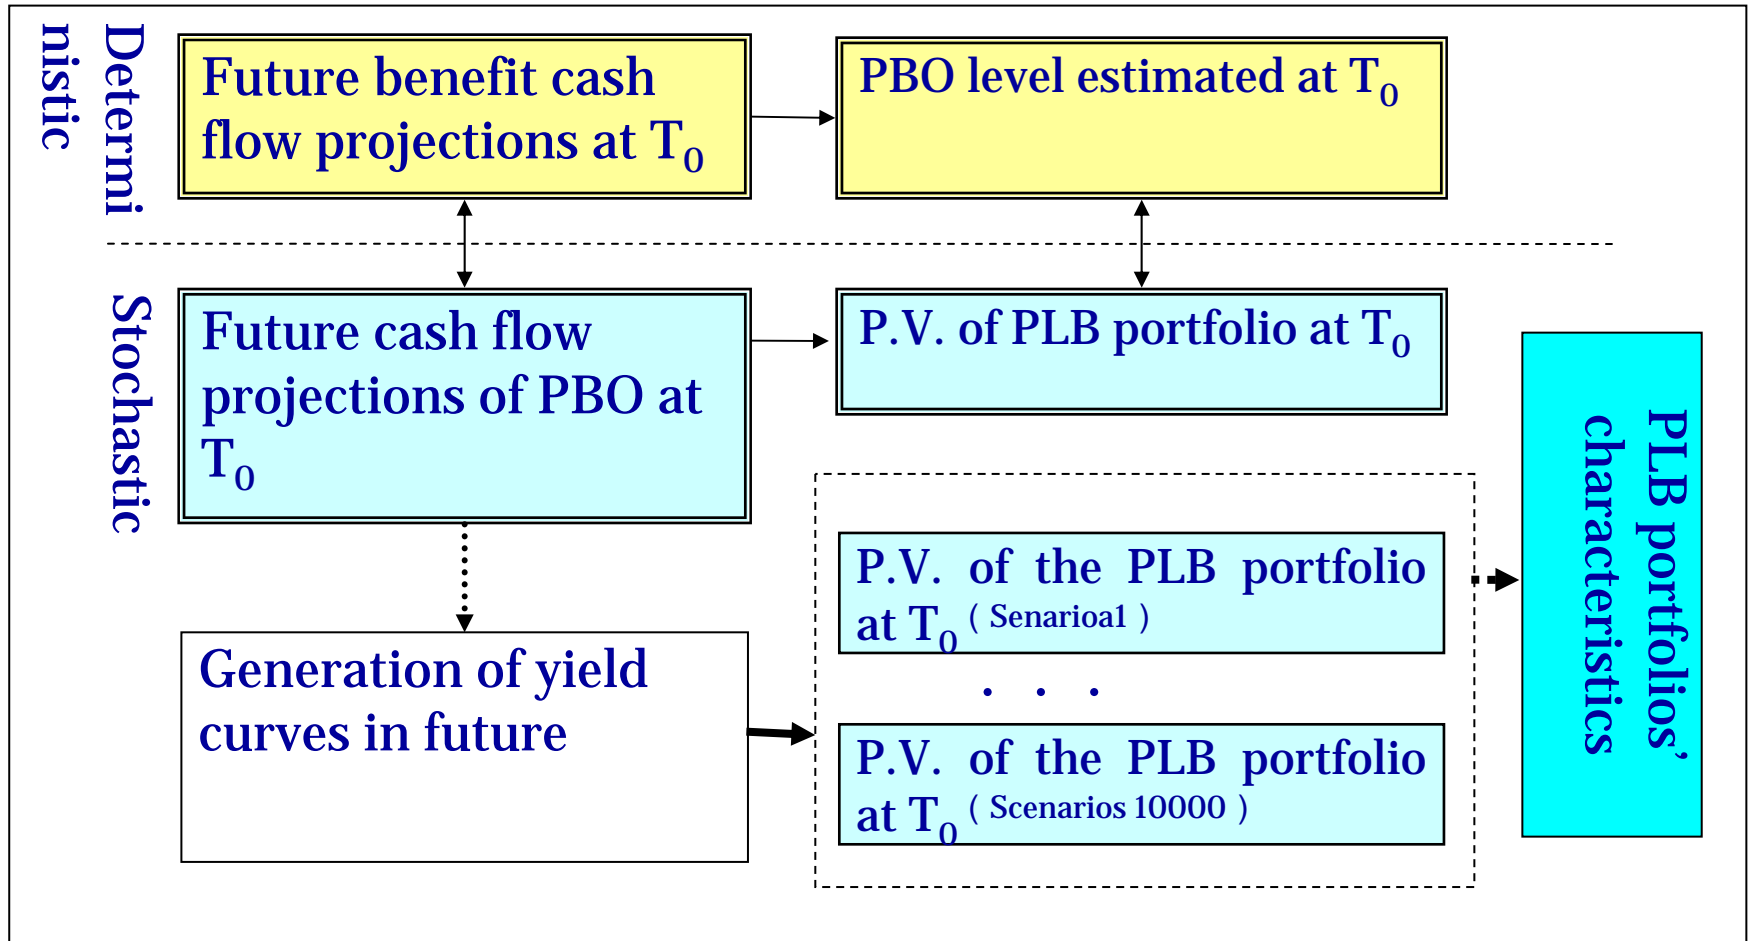 Determi
nistic
Future benefit cash
flow projections at T₀
PBO level estimated at T₀
Stochastic
Future cash flow
projections of PBO at
T₀
P.V. of PLB portfolio at T₀
Generation of yield
curves in future
P.V. of the PLB portfolio
at T₀ ( Senarioa1 )
. . .
P.V. of the PLB portfolio
at T₀ ( Scenarios 10000 )
PLB portfolios’
characteristics